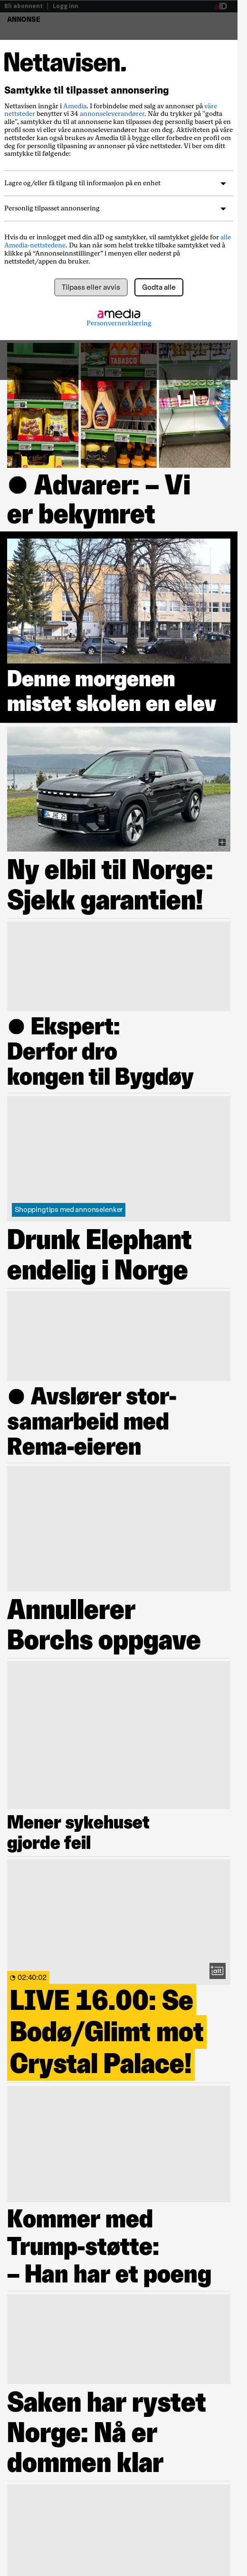 Bli abonnent | Logg inn
aID
ANNONSE
Nettavisen.
Samtykke til tilpasset annonsering
Nettavisen inngår i Amedia. I forbindelse med salg av annonser på våre
nettsteder benytter vi 34 annonseleverandører. Når du trykker på "godta
alle", samtykker du til at annonsene kan tilpasses deg personlig basert på en
profil som vi eller våre annonseleverandører har om deg. Aktiviteten på våre
nettsteder kan også brukes av Amedia til å bygge eller forbedre en profil om
deg for personlig tilpasning av annonser på våre nettsteder. Vi ber om ditt
samtykke til følgende:
Lagre og/eller få tilgang til informasjon på en enhet
Personlig tilpasset annonsering
Hvis du er innlogget med din aID og samtykker, vil samtykket gjelde for alle
Amedia-nettstedene. Du kan når som helst trekke tilbake samtykket ved å
klikke på “Annonseinnstillinger” i menyen eller nederst på
nettstedet/appen du bruker.
Tilpass eller avvis
Godta alle
amedia
Personvernerklæring
TABASCO
● Advarer: – Vi
er bekymret
Denne morgenen
mistet skolen en elev
Ny elbil til Norge:
Sjekk garantien!
● Ekspert:
Derfor dro
kongen til Bygdøy
Shoppingtips med annonselenker
Drunk Elephant
endelig i Norge
● Avslører stor-
samarbeid med
Rema-eieren
Annullerer
Borchs oppgave
Mener sykehuset
gjorde feil
+alt
02:40:02
LIVE 16.00: Se
Bodø/Glimt mot
Crystal Palace!
Kommer med
Trump-støtte:
– Han har et poeng
Saken har rystet
Norge: Nå er
dommen klar